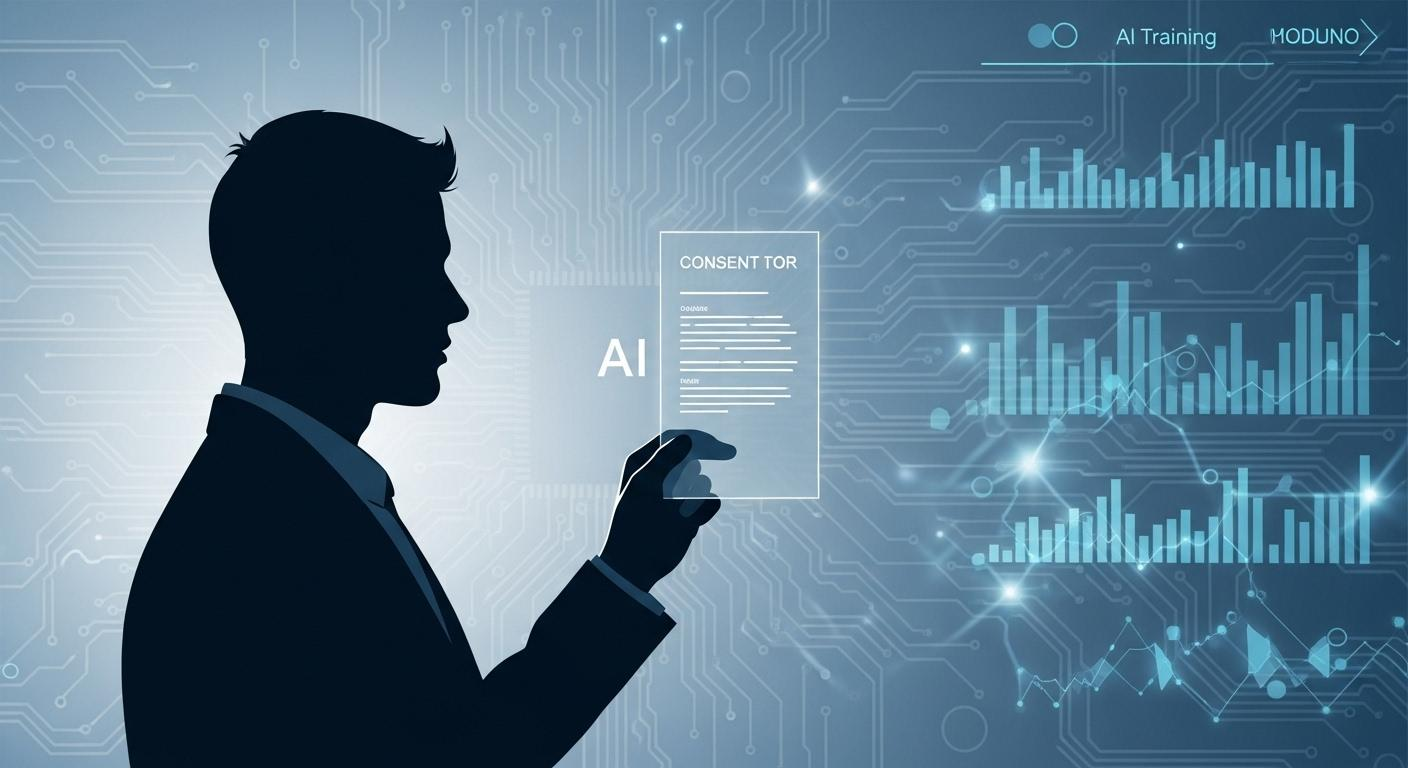 AI Training
MODUNO
CONSENT TOR
AI